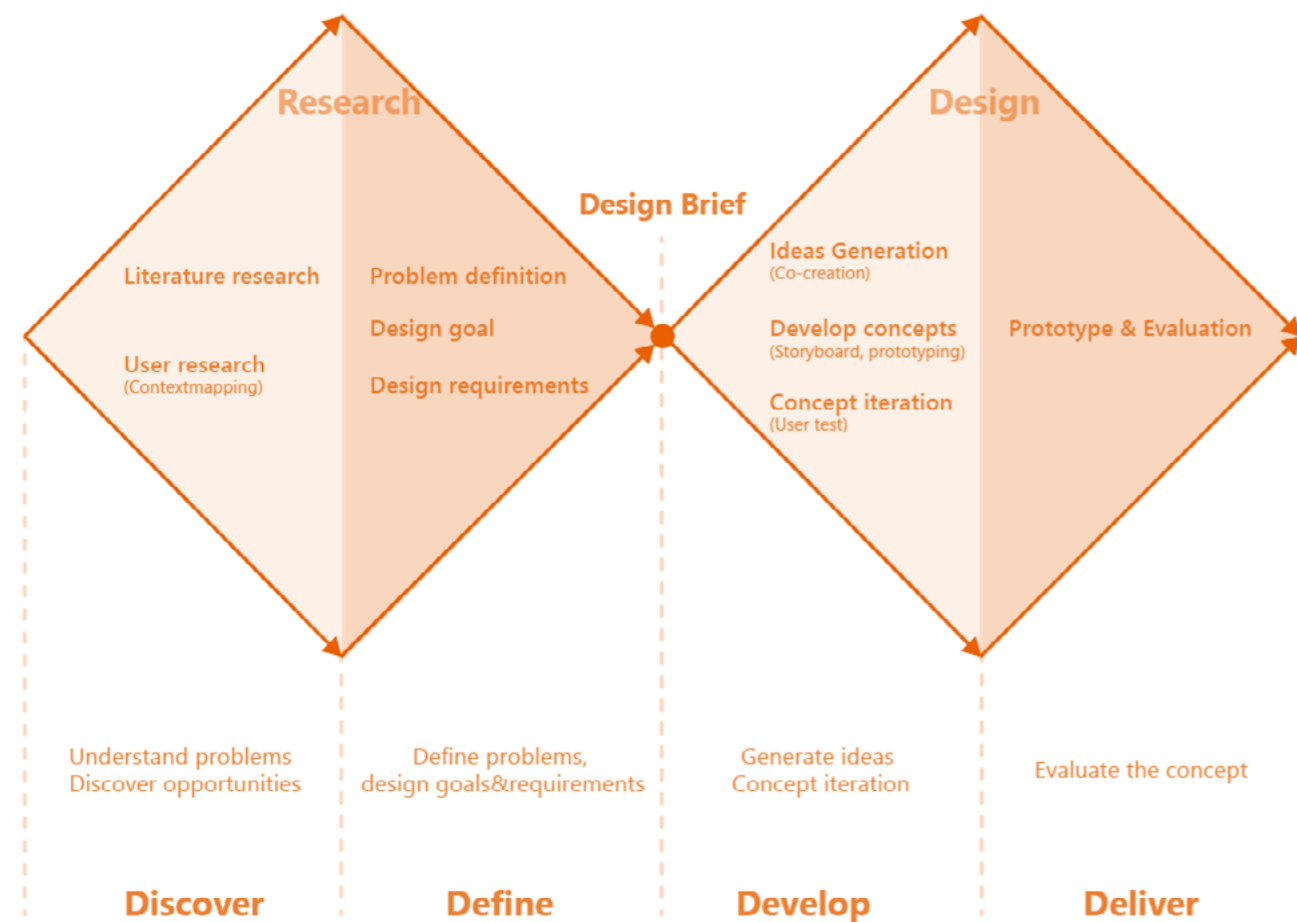 Research
Design
Design Brief
Literature research
User research
(Contextmapping)
Problem definition
Design goal
Design requirements
Ideas Generation
(Co-creation)
Develop concepts
(Storyboard, prototyping)
Concept iteration
(User test)
Prototype & Evaluation
Understand problems
Discover opportunities
Define problems,
design goals&requirements
Generate ideas
Concept iteration
Evaluate the concept
Discover
Define
Develop
Deliver